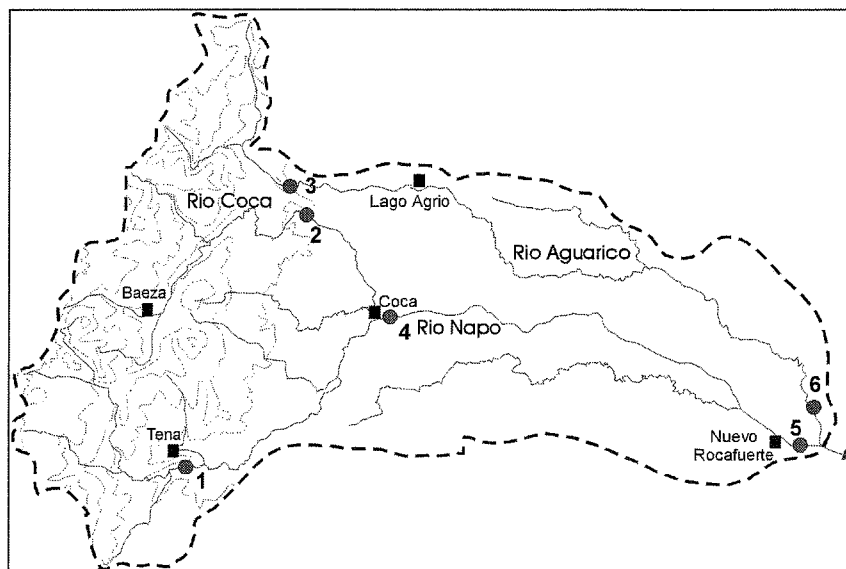 3
Rio Coca
Lago Agrio
2
Rio Aguarico
Baeza
Coca
4
Rio Napo
6
Tena
Nuevo
Rocafuerte
5
1